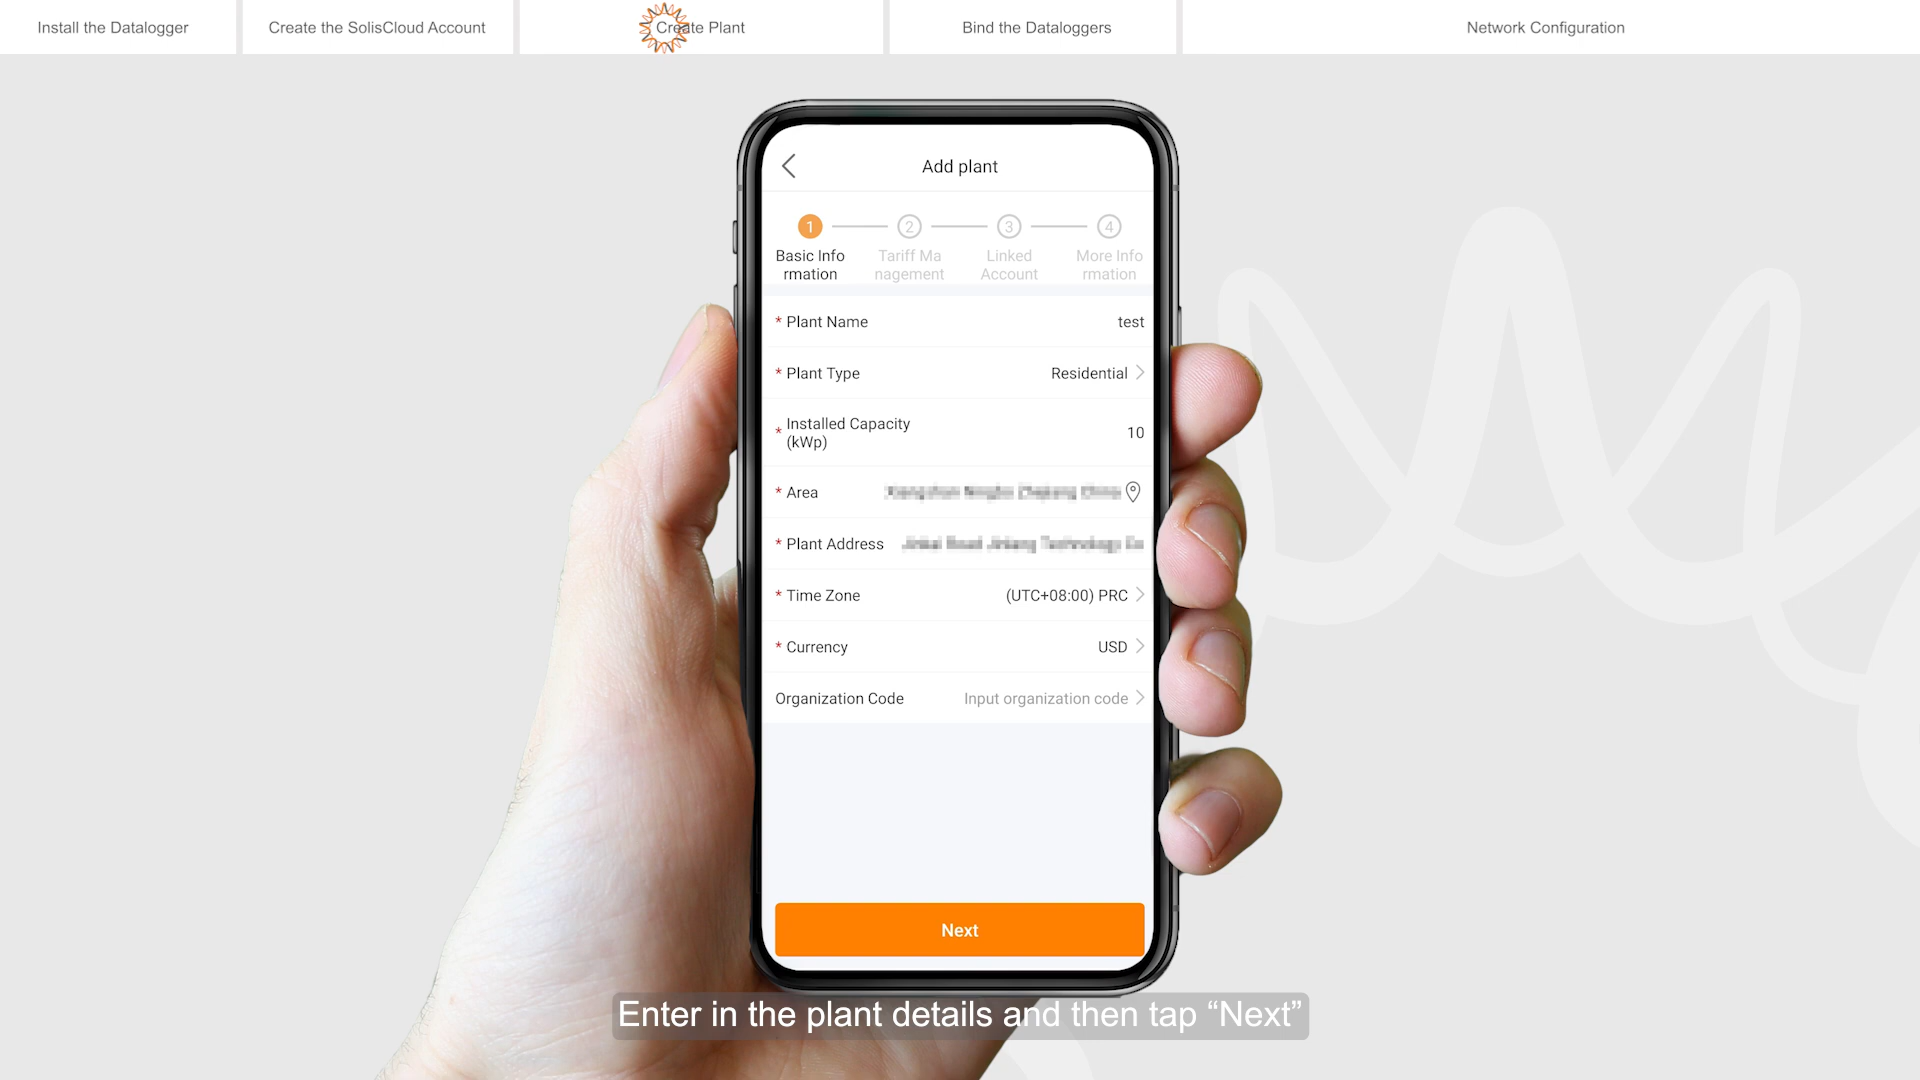 Install the Datalogger
Create the SolisCloud Account
Create Plant
Bind the Dataloggers
Network Configuration
Add plant
1
2
3
4
Basic Info
rmation
Tariff Ma
nagement
Linked
Account
More Info
rmation
* Plant Name test
* Plant Type Residential
* Installed Capacity
(kWp) 10
* Area
* Plant Address
* Time Zone (UTC+08:00) PRC
* Currency USD
Organization Code Input organization code
Next
Enter in the plant details and then tap “Next”